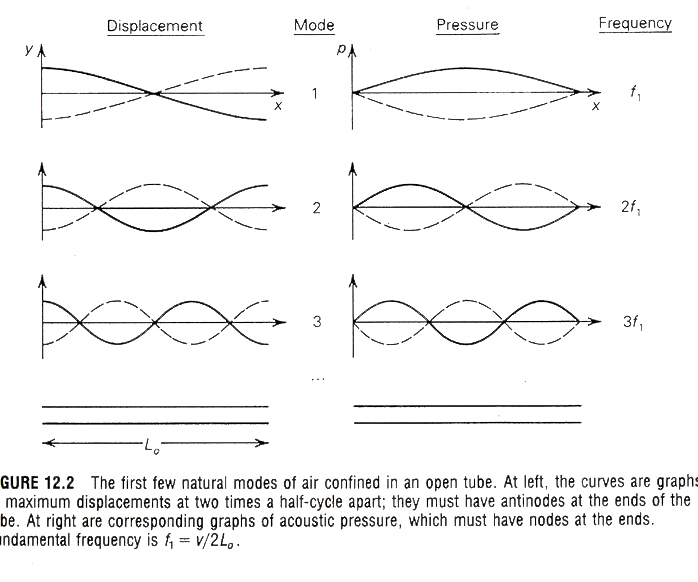 Displacement Mode Pressure Frequency
y p
x 1 x f1
2 2f1
3 3f1
...
Lo
GURE 12.2 The first few natural modes of air confined in an open tube. At left, the curves are graphs
maximum displacements at two times a half-cycle apart; they must have antinodes at the ends of the
be. At right are corresponding graphs of acoustic pressure, which must have nodes at the ends.
ndamental frequency is f1 = v/2Lo.